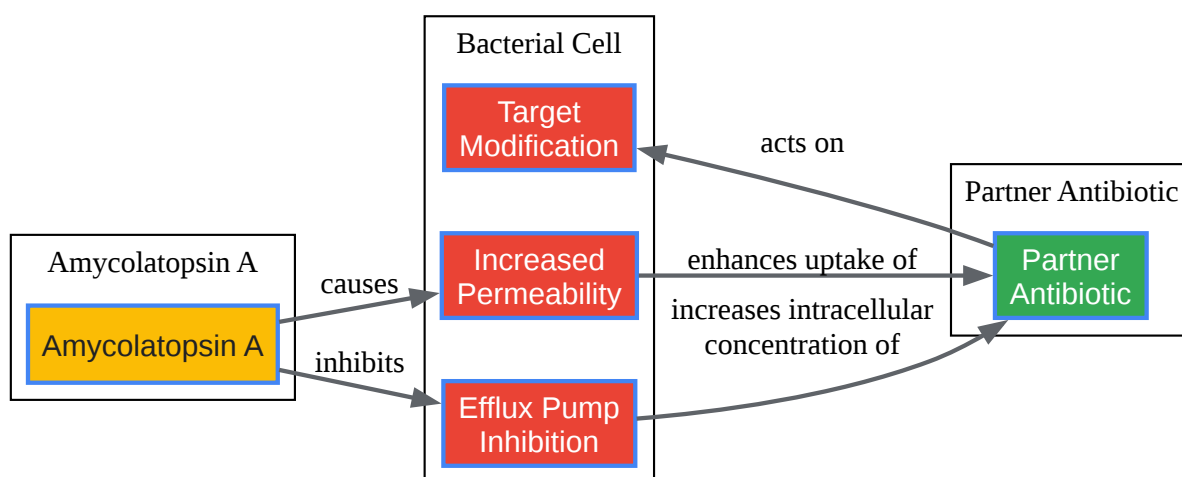 Bacterial Cell
Target
Modification
acts on
Partner Antibiotic
Amycolatopsin A
causes
Increased
Permeability
enhances uptake of
Partner
Antibiotic
increases intracellular
concentration of
Amycolatopsin A
inhibits
Efflux Pump
Inhibition